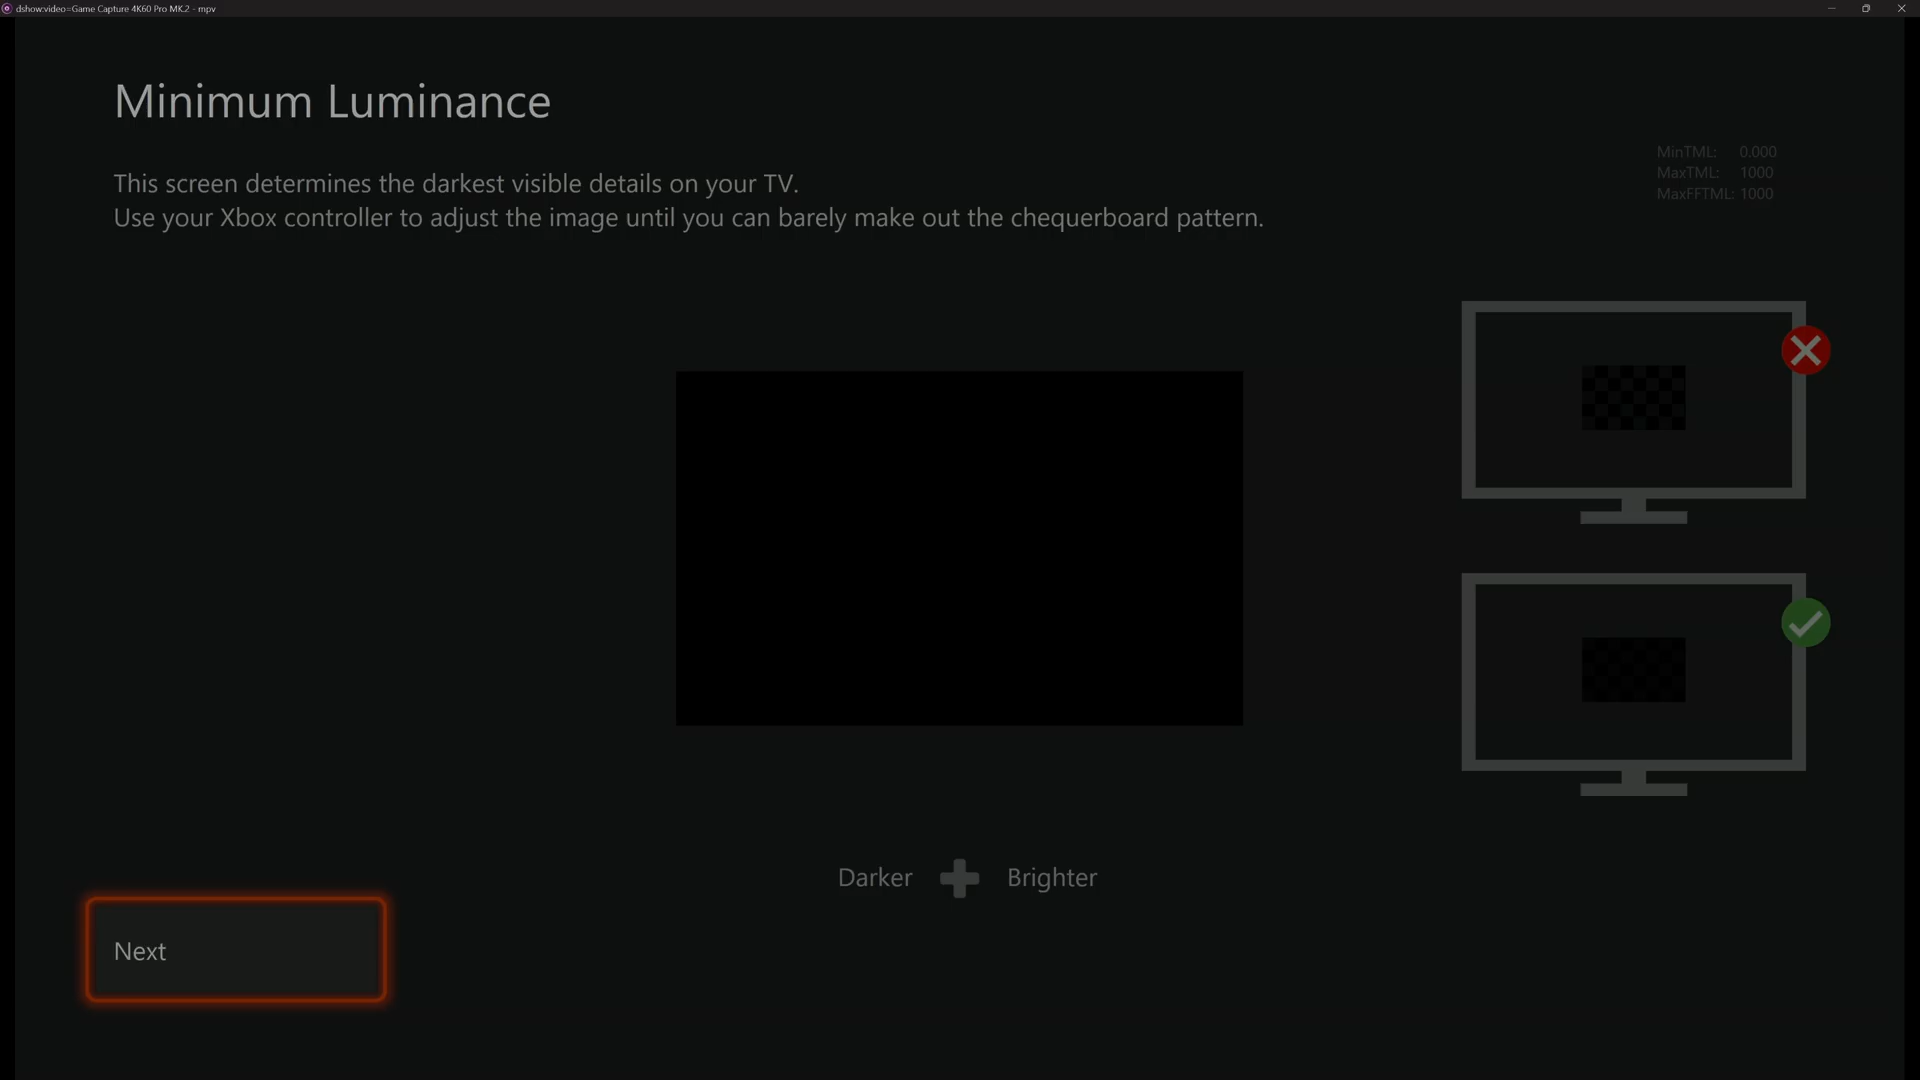 dshow:video=Game Capture 4K60 Pro MK.2 - mpv
Minimum Luminance
This screen determines the darkest visible details on your TV.
Use your Xbox controller to adjust the image until you can barely make out the chequerboard pattern.
MinTML: 0.000
MaxTML: 1000
MaxFFTML: 1000
Darker Brighter
Next